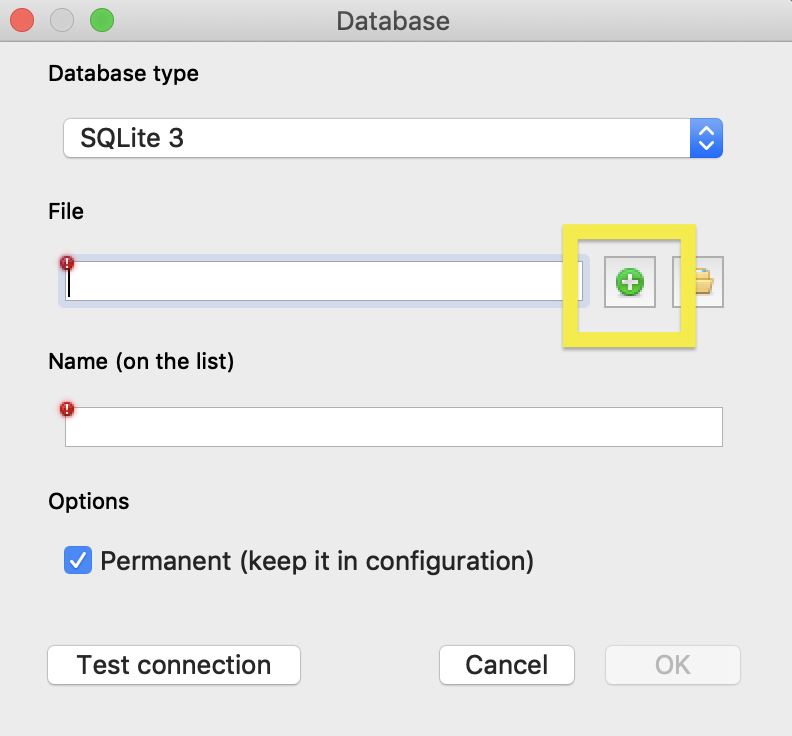 Database
Database type
SQLite 3
File
Name (on the list)
Options
Permanent (keep it in configuration)
Test connection
Cancel
OK